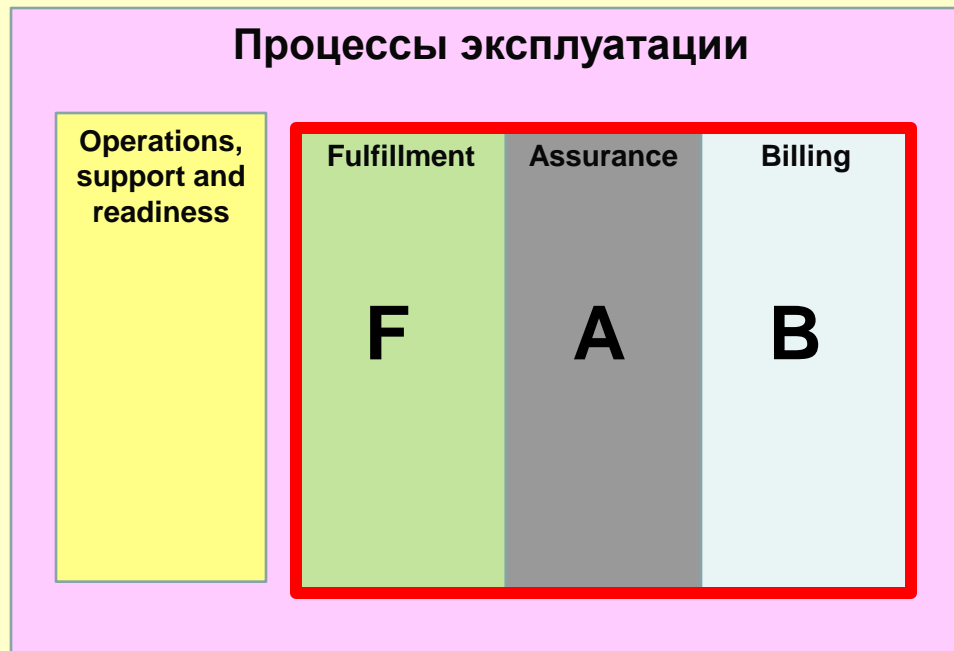 Процессы эксплуатации
Operations,
support and
readiness
Fulfillment
Assurance
Billing
F
A
B